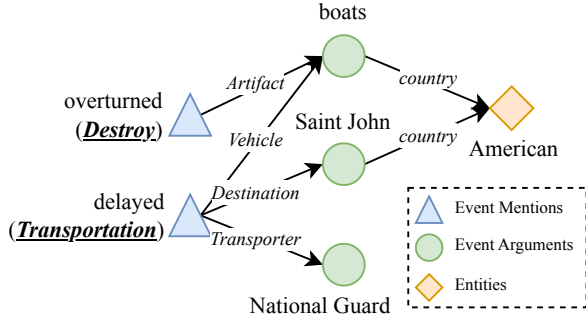 boats
Artifact
country
overturned
(Destroy)
Vehicle
Saint John
country
American
delayed
(Transportation)
Destination
Transporter
National Guard
Event Mentions
Event Arguments
Entities